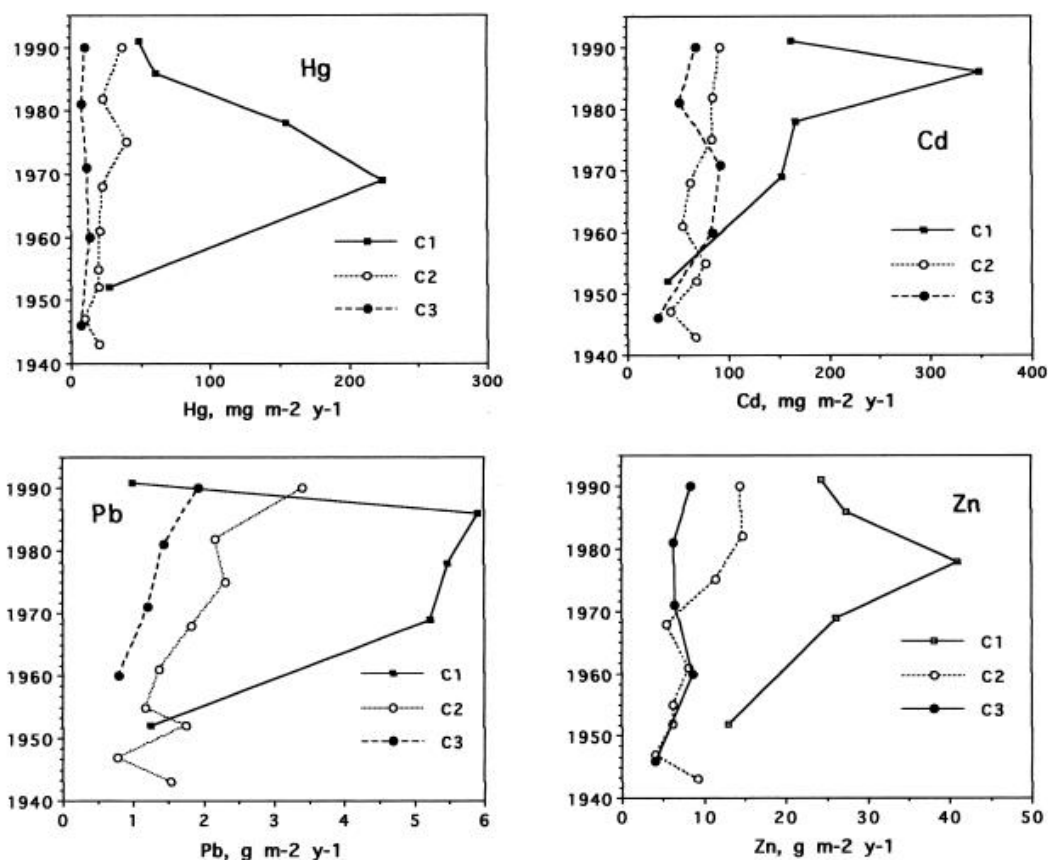 Hg
1990
1980
1970
1960
1950
1940
C1
C2
C3
0 100 200 300
Hg, mg m-2 y-1
Cd
1990
1980
1970
1960
1950
1940
C1
C2
C3
0 100 200 300 400
Cd, mg m-2 y-1
Pb
1990
1980
1970
1960
1950
1940
C1
C2
C3
0 1 2 3 4 5 6
Pb, g m-2 y-1
Zn
1990
1980
1970
1960
1950
1940
C1
C2
C3
0 10 20 30 40 50
Zn, g m-2 y-1